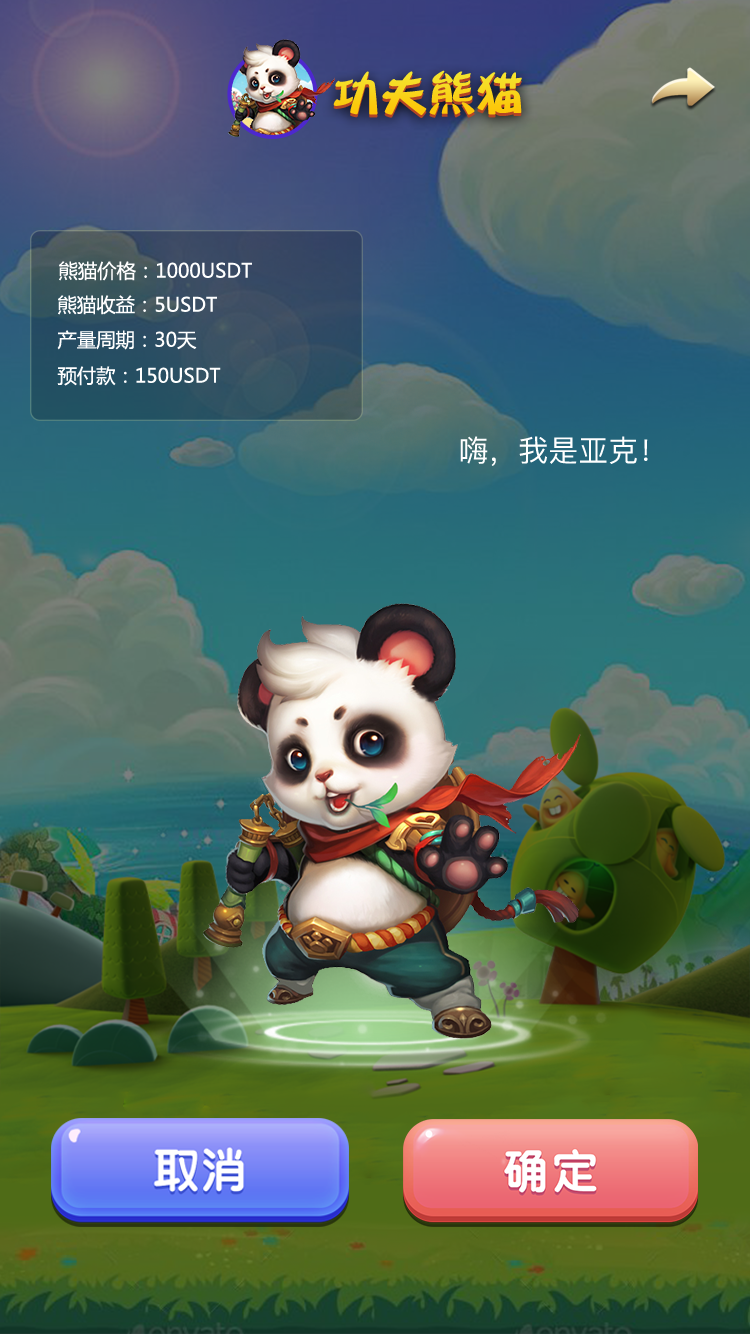 功夫熊猫
熊猫价格：1000USDT
熊猫收益：5USDT
产量周期：30天
预付款：150USDT
嗨，我是亚克！
取消
确定